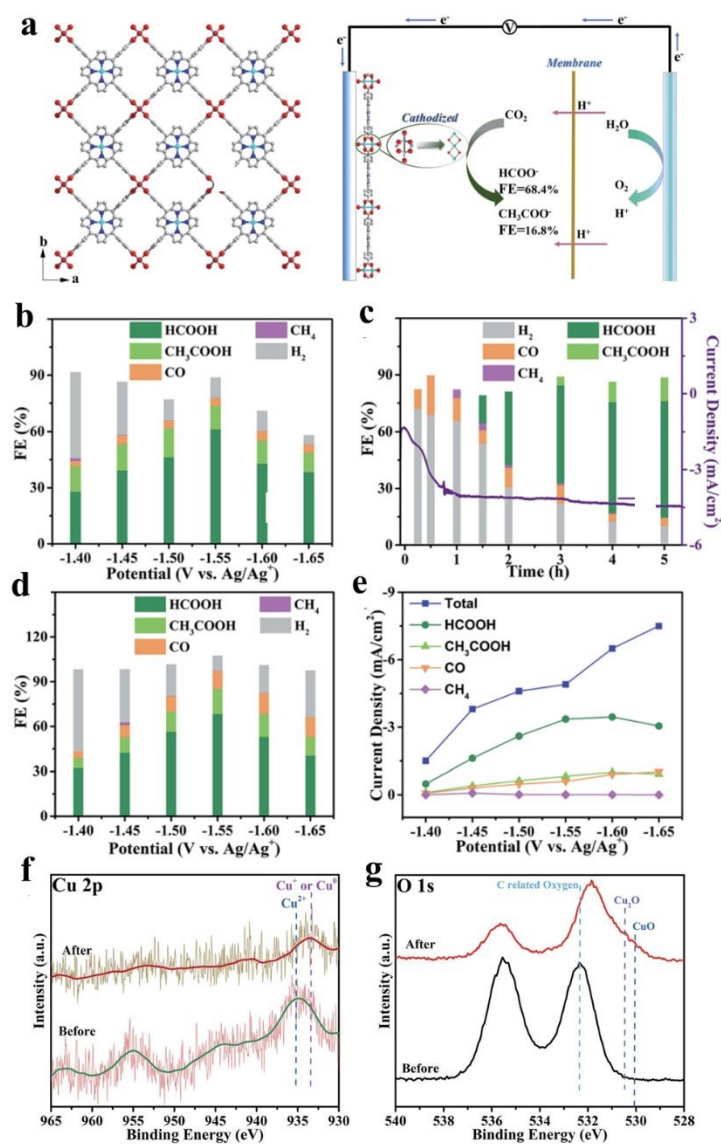 a
b
a
e⁻
e⁻
V
e⁻
e⁻
Membrane
Cathodized
CO₂
H⁺
H₂O
HCOO⁻
FE=68.4%
CH₃COO⁻
FE=16.8%
O₂
H⁺
H⁺
b
HCOOH CH₄
CH₃COOH H₂
CO
FE (%)
90
60
30
0
-1.40 -1.45 -1.50 -1.55 -1.60 -1.65
Potential (V vs. Ag/Ag⁺)
c
H₂ HCOOH
CO CH₃COOH
CH₄
FE (%)
90
60
30
0
3
0
-3
-6
Current Density (mA/cm²)
0 1 2 3 4 5
Time (h)
d
HCOOH CH₄
CH₃COOH H₂
CO
FE (%)
150
120
90
60
30
0
-1.40 -1.45 -1.50 -1.55 -1.60 -1.65
Potential (V vs. Ag/Ag⁺)
e
Total
HCOOH
CH₃COOH
CO
CH₄
Current Density (mA/cm²)
-9
-6
-3
0
-1.40 -1.45 -1.50 -1.55 -1.60 -1.65
Potential (V vs. Ag/Ag⁺)
f
Cu 2p
Cu⁺ or Cu⁰
Cu²⁺
After
Before
Intensity (a.u.)
965 960 955 950 945 940 935 930
Binding Energy (eV)
g
O 1s
C related Oxygen
Cu₂O
CuO
After
Before
Intensity (a.u.)
540 538 536 534 532 530 528
Binding Energy (eV)